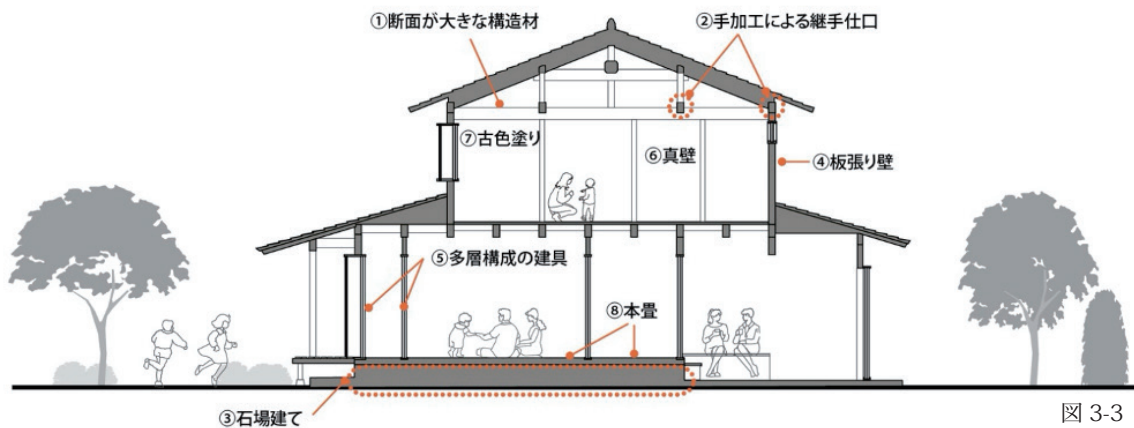 ①断面が大きな構造材
②手加工による継手仕口
⑦古色塗り
⑥真壁
④板張り壁
⑤多層構成の建具
⑧本畳
③石場建て
図 3-3